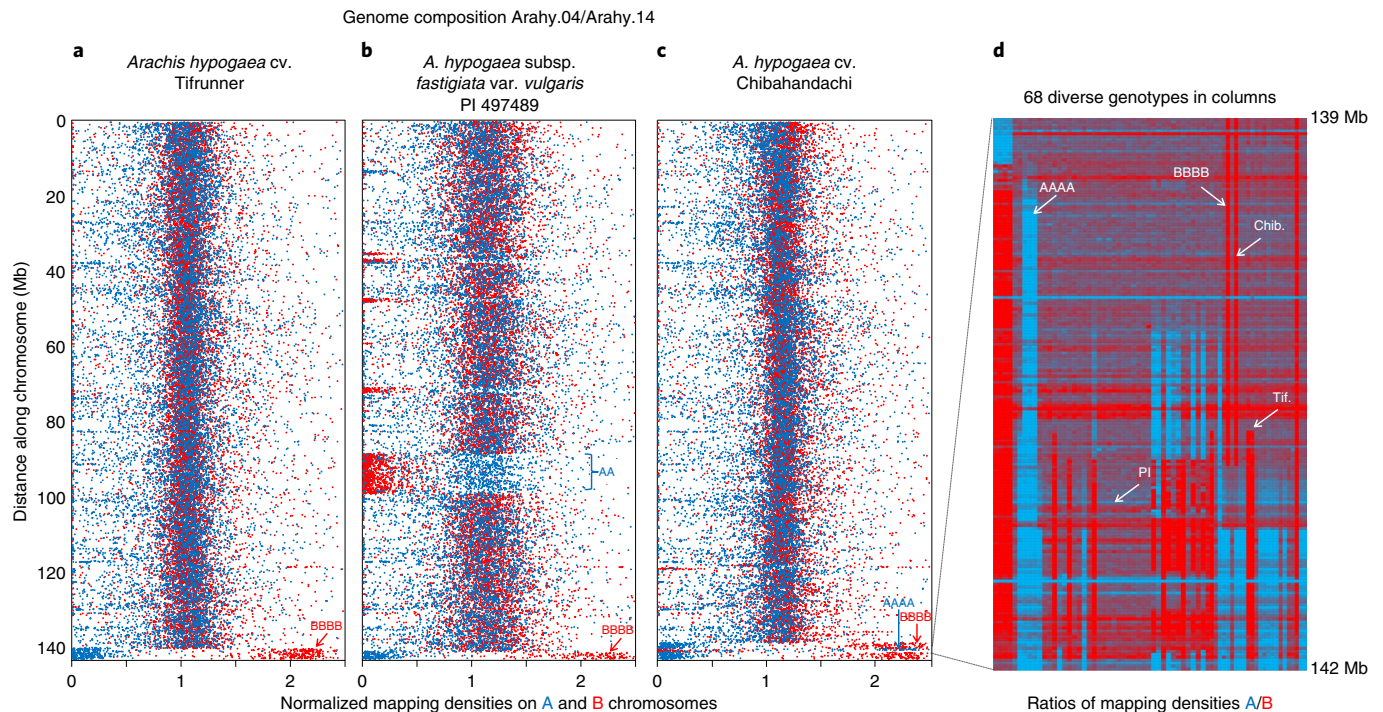 Genome composition Arahy.04/Arahy.14
a
Arachis hypogaea cv.
Tifrunner
b
A. hypogaea subsp.
fastigiata var. vulgaris
PI 497489
c
A. hypogaea cv.
Chibahandachi
d
68 diverse genotypes in columns
Distance along chromosome (Mb)
0
20
40
60
80
100
120
140
BBBB
0
1
2
AA
BBBB
0
1
2
AAAA
BBBB
0
1
2
Normalized mapping densities on A and B chromosomes
139 Mb
AAAA
BBBB
Chib.
Tif.
PI
142 Mb
Ratios of mapping densities A/B